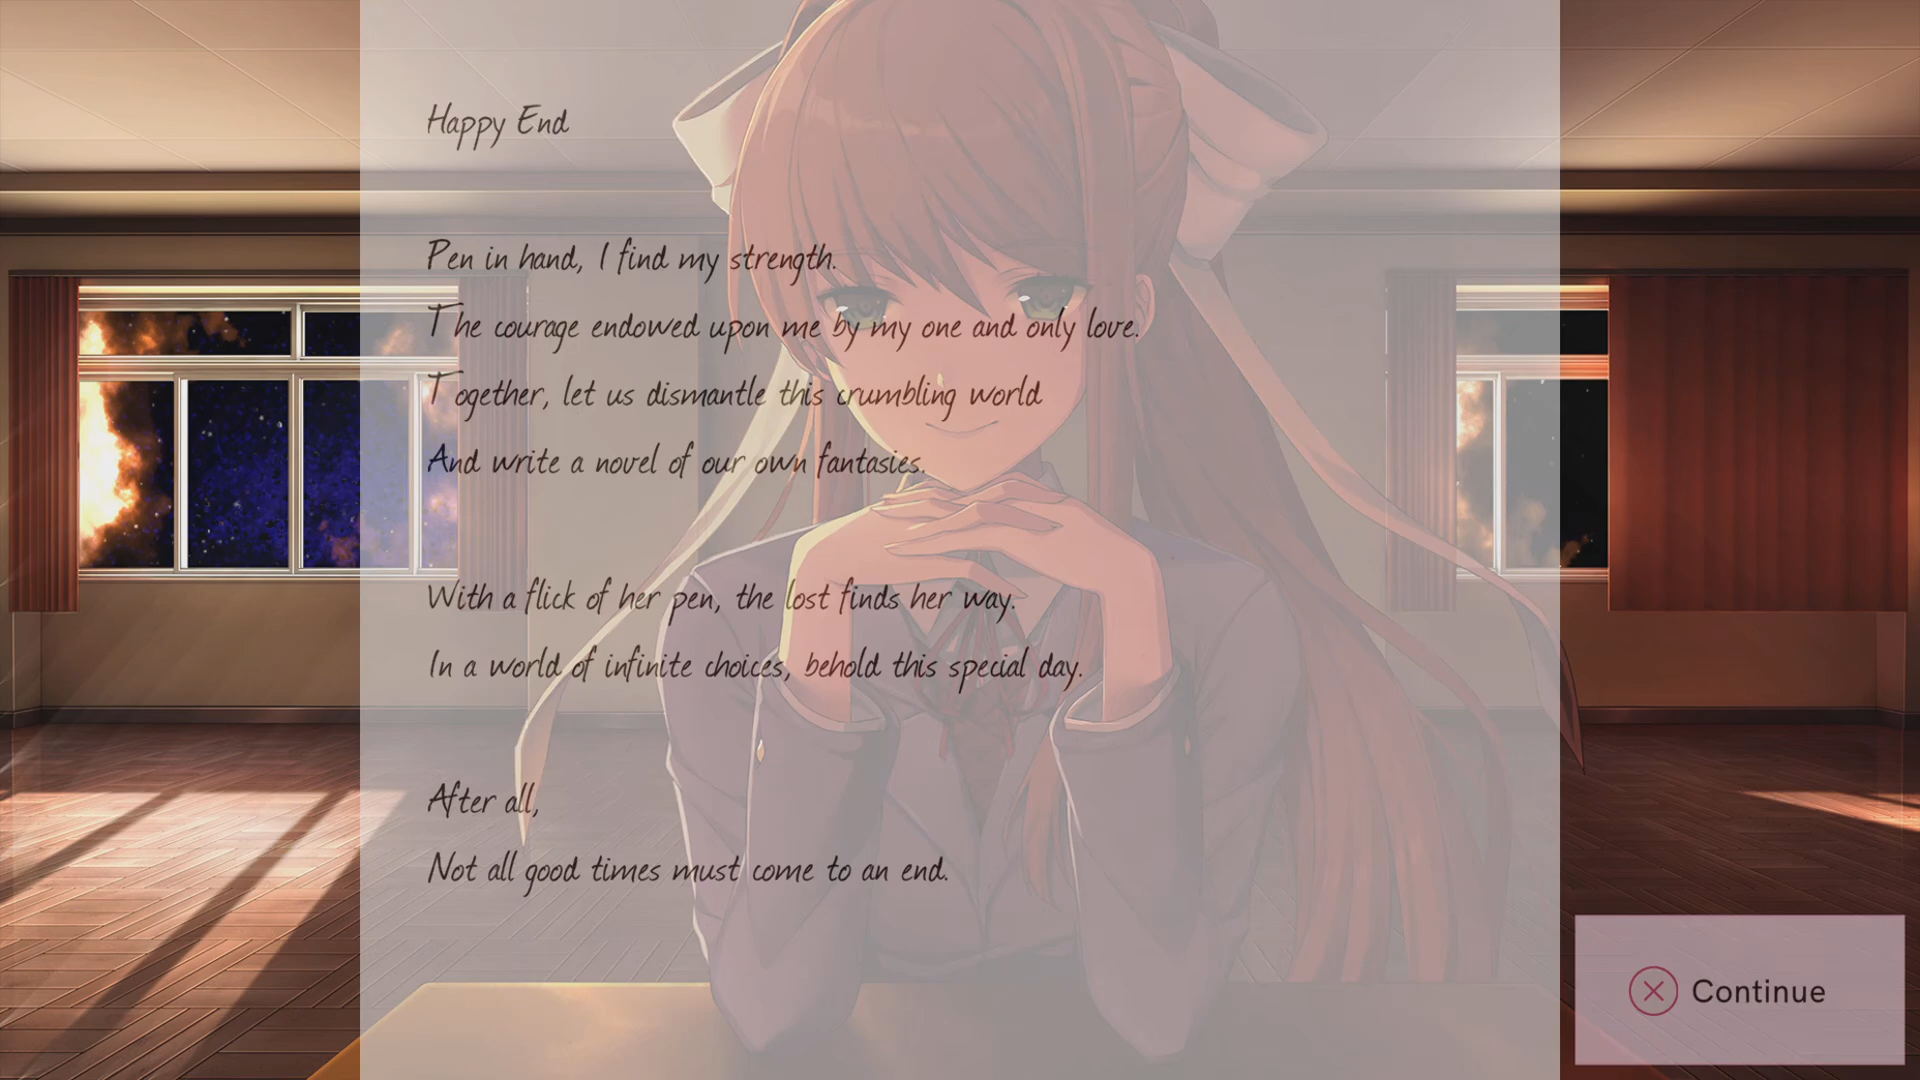 Happy End
Pen in hand, I find my strength.
The courage endowed upon me by my one and only love.
Together, let us dismantle this crumbling world
And write a novel of our own fantasies.
With a flick of her pen, the lost finds her way.
In a world of infinite choices, behold this special day.
After all,
Not all good times must come to an end.
Continue